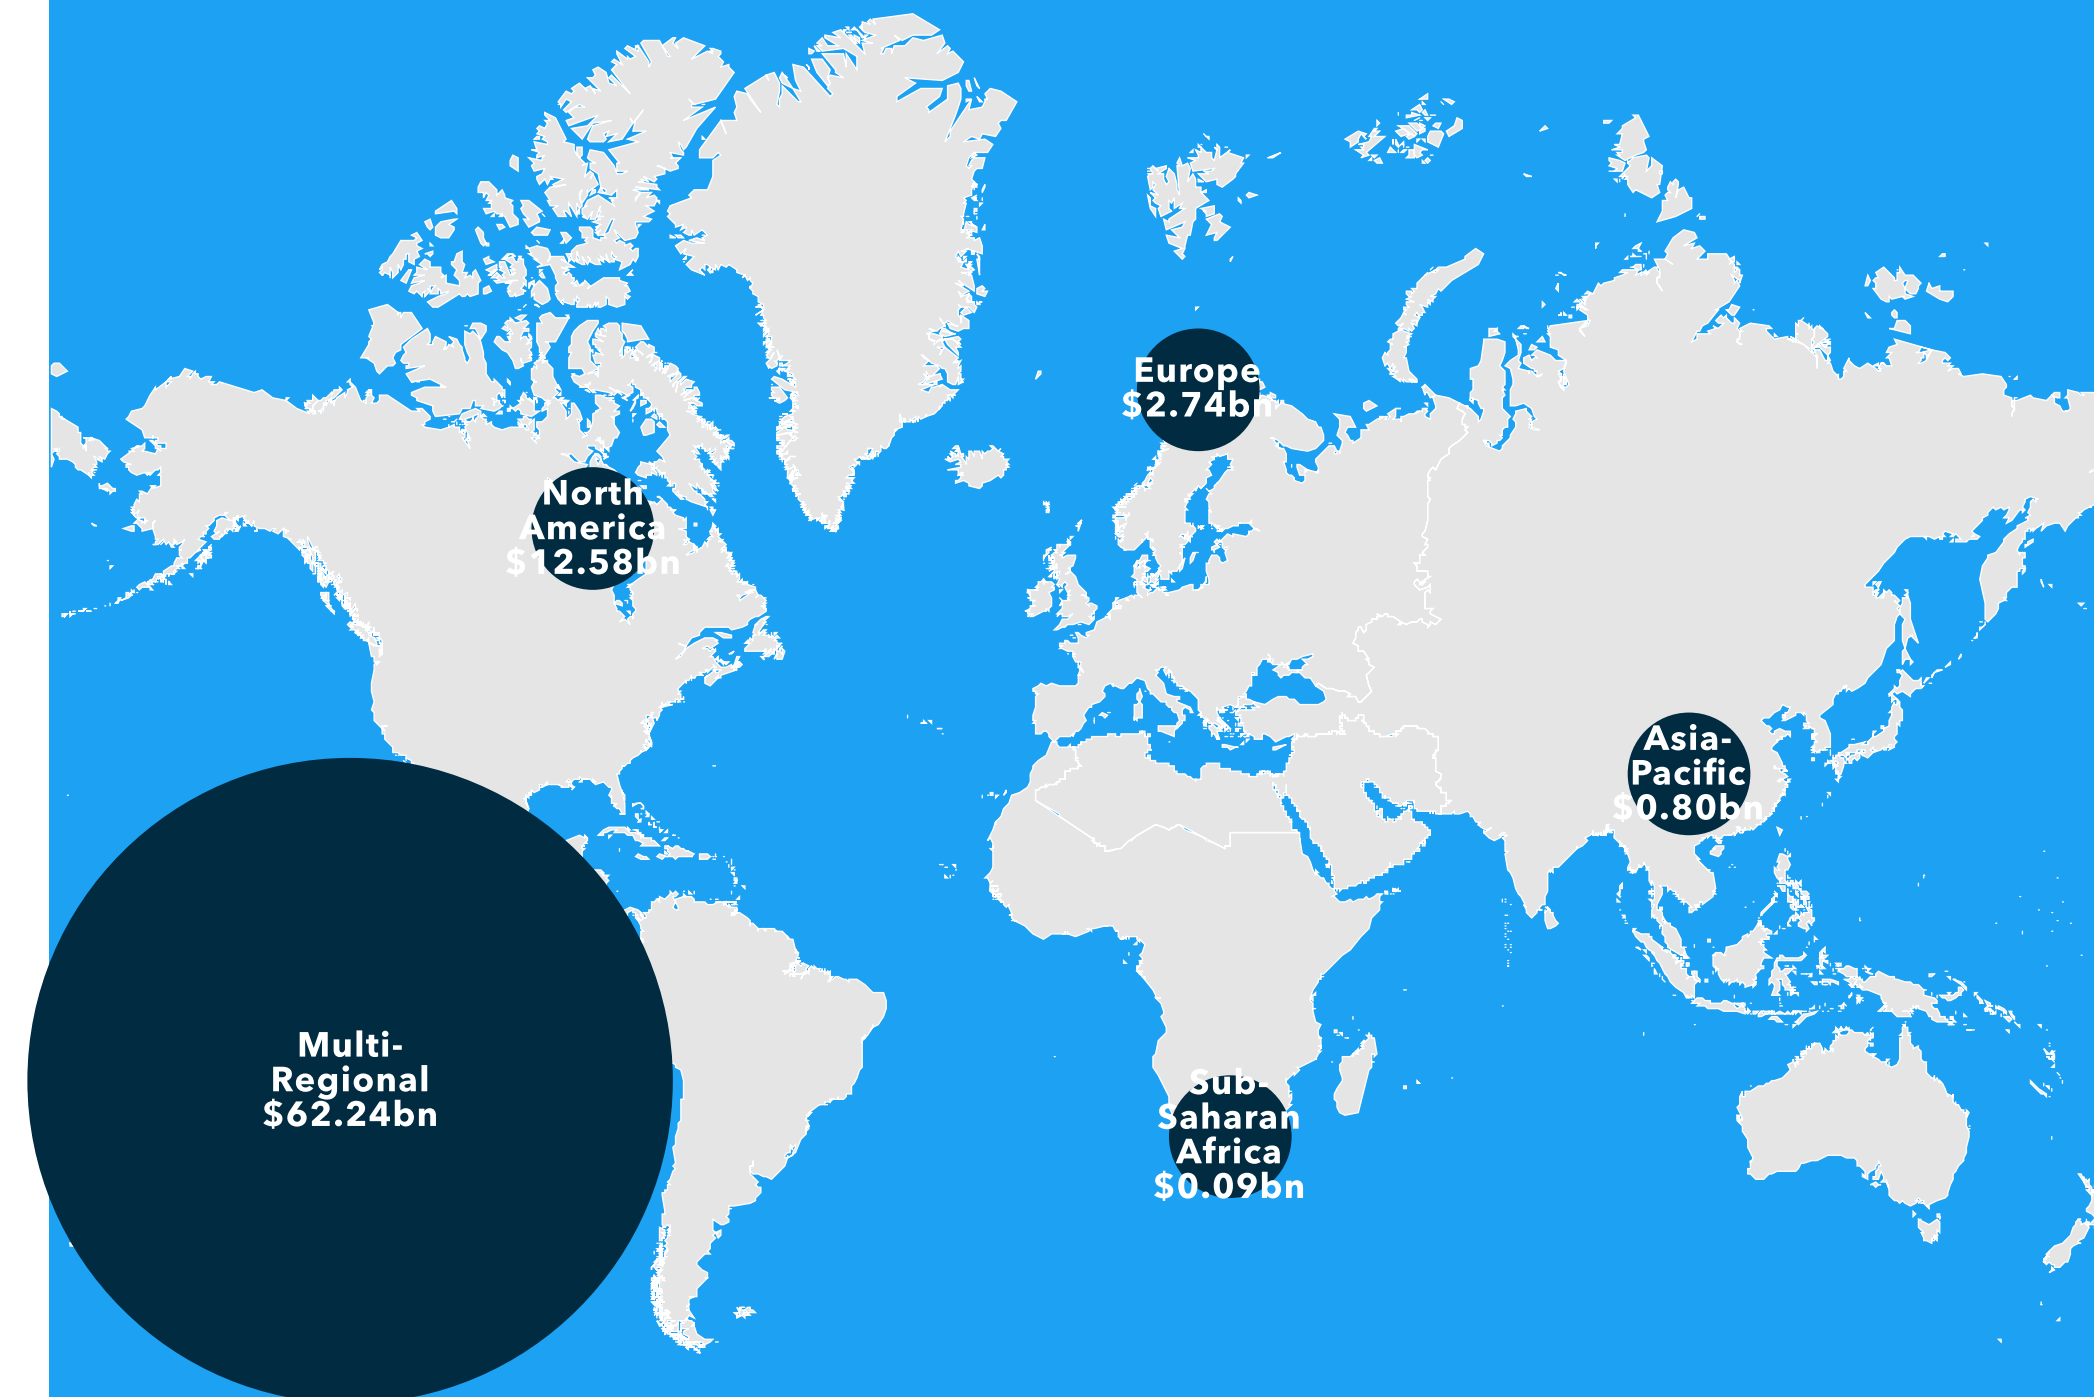 Europe
$2.74bn
North
America
$12.58bn
Asia-
Pacific
$0.80bn
Multi-
Regional
$62.24bn
Sub-
Saharan
Africa
$0.09bn